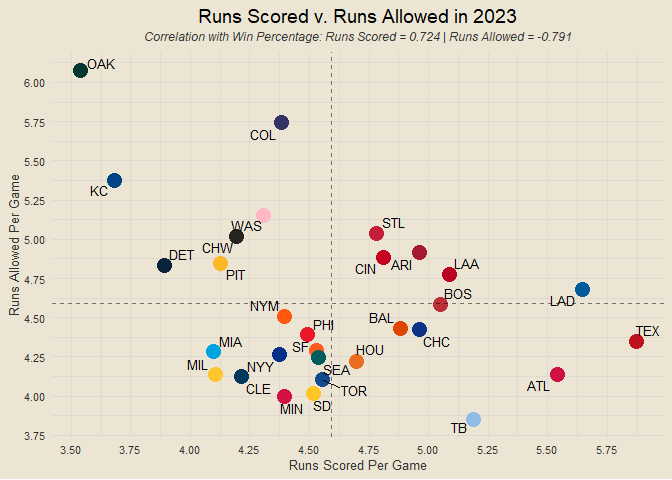 Runs Scored v. Runs Allowed in 2023
Correlation with Win Percentage: Runs Scored = 0.724 | Runs Allowed = -0.791
OAK
6.00
5.75
COL
5.50
KC
5.25
WAS
STL
5.00
CHW
DET
PIT
CIN
ARI
LAA
4.75
BOS
LAD
NYM
BAL
4.50
PHI
CHC
TEX
MIA
SF
HOU
4.25
MIL
NYY
SEA
CLE
TOR
ATL
4.00
MIN
SD
TB
3.75
3.50 3.75 4.00 4.25 4.50 4.75 5.00 5.25 5.50 5.75
Runs Scored Per Game
Runs Allowed Per Game